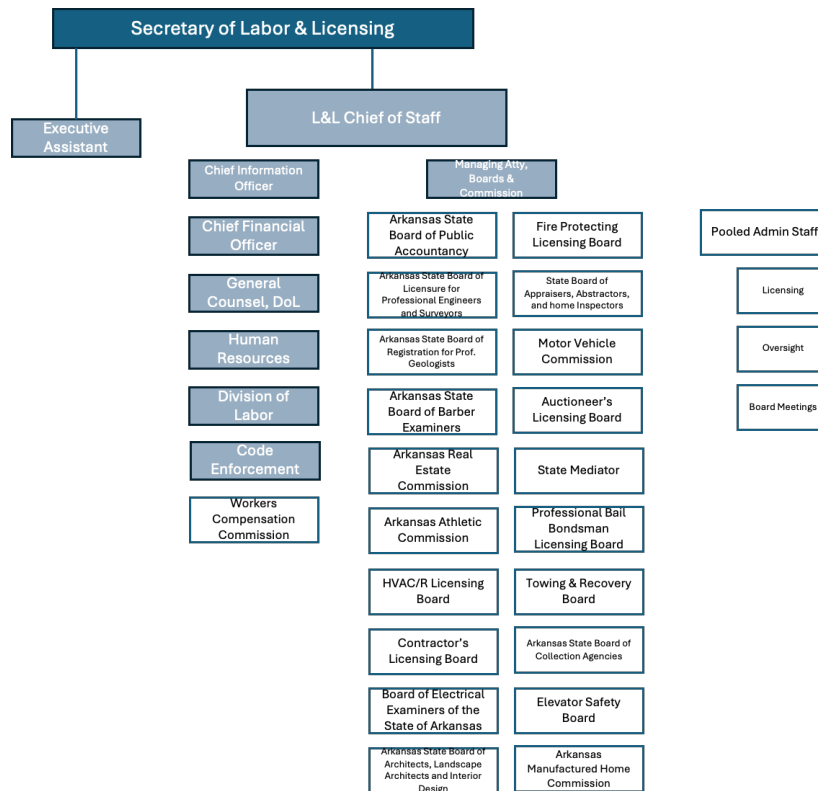 Secretary of Labor & Licensing
Executive
Assistant
L&L Chief of Staff
Chief Information
Officer
Chief Financial
Officer
General
Counsel, DoL
Human
Resources
Division of
Labor
Code
Enforcement
Workers
Compensation
Commission
Managing Atty,
Boards &
Commission
Arkansas State
Board of Public
Accountancy
Arkansas State Board of
Licensure for
Professional Engineers
and Surveyors
Arkansas State Board of
Registration for Prof.
Geologists
Arkansas State
Board of Barber
Examiners
Arkansas Real
Estate
Commission
Arkansas Athletic
Commission
HVAC/R Licensing
Board
Contractor's
Licensing Board
Board of Electrical
Examiners of the
State of Arkansas
Arkansas State Board of
Architects, Landscape
Architects and Interior
Design
Fire Protecting
Licensing Board
State Board of
Appraisers, Abstractors,
and home Inspectors
Motor Vehicle
Commission
Auctioneer's
Licensing Board
State Mediator
Professional Bail
Bondsman
Licensing Board
Towing & Recovery
Board
Arkansas State Board of
Collection Agencies
Elevator Safety
Board
Arkansas
Manufactured Home
Commission
Pooled Admin Staff
Licensing
Oversight
Board Meetings